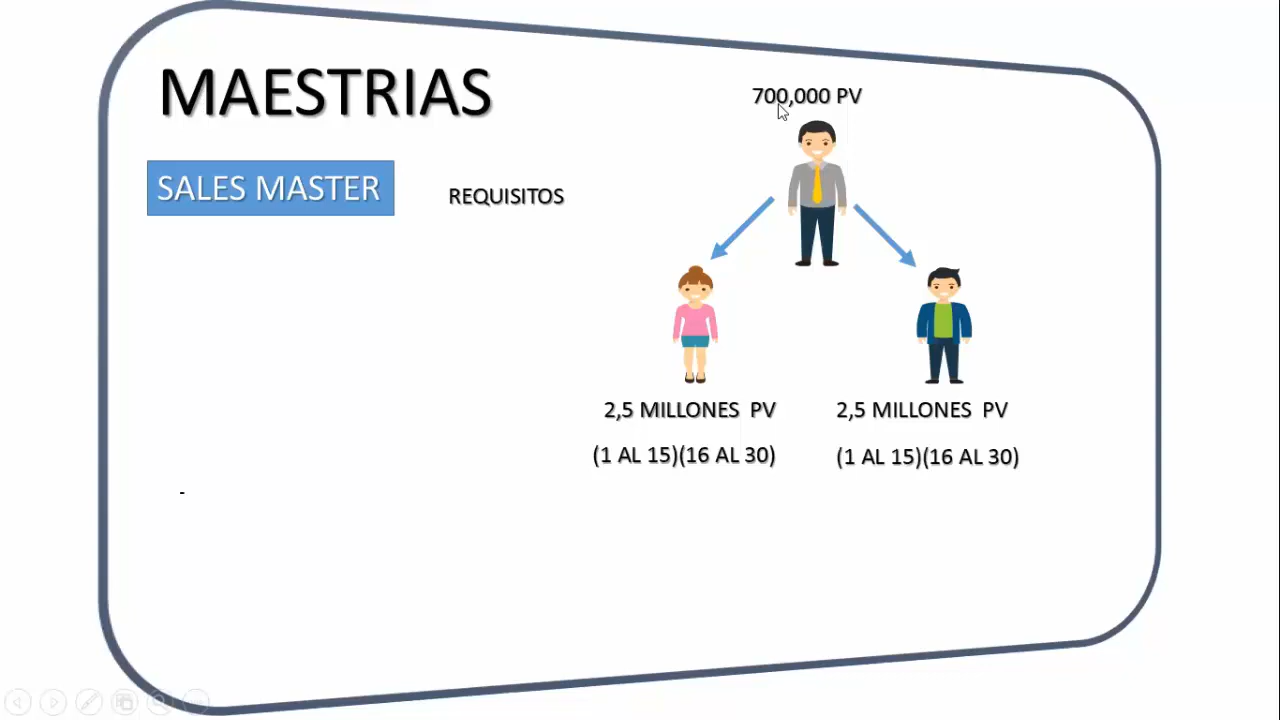 MAESTRIAS
700,000 PV
SALES MASTER
REQUISITOS
2,5 MILLONES PV
2,5 MILLONES PV
(1 AL 15)(16 AL 30)
(1 AL 15)(16 AL 30)
-